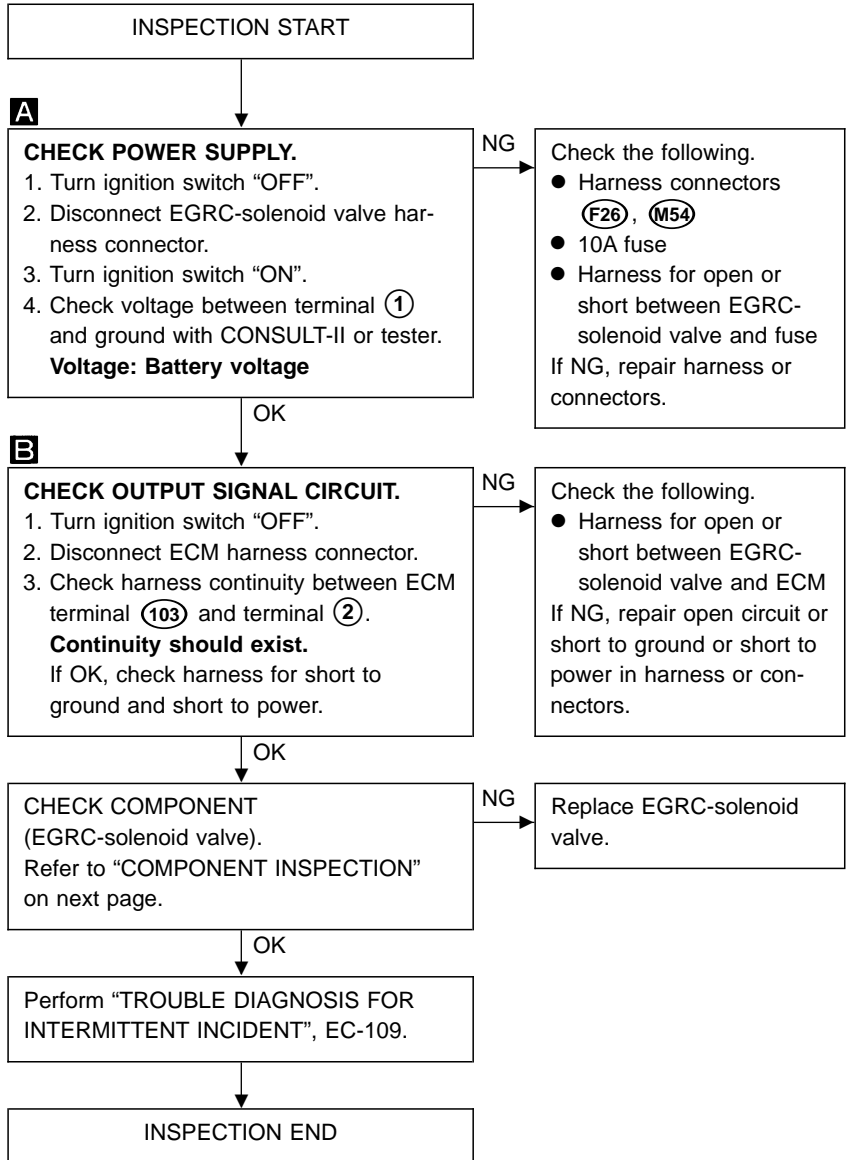 INSPECTION START
A
CHECK POWER SUPPLY.
1. Turn ignition switch “OFF”.
2. Disconnect EGRC-solenoid valve har-
ness connector.
3. Turn ignition switch “ON”.
4. Check voltage between terminal 1
and ground with CONSULT-II or tester.
Voltage: Battery voltage
NG
Check the following.
● Harness connectors
F26, M54
● 10A fuse
● Harness for open or
short between EGRC-
solenoid valve and fuse
If NG, repair harness or
connectors.
OK
B
CHECK OUTPUT SIGNAL CIRCUIT.
1. Turn ignition switch “OFF”.
2. Disconnect ECM harness connector.
3. Check harness continuity between ECM
terminal 103 and terminal 2.
Continuity should exist.
If OK, check harness for short to
ground and short to power.
NG
Check the following.
● Harness for open or
short between EGRC-
solenoid valve and ECM
If NG, repair open circuit or
short to ground or short to
power in harness or con-
nectors.
OK
CHECK COMPONENT
(EGRC-solenoid valve).
Refer to “COMPONENT INSPECTION”
on next page.
NG
Replace EGRC-solenoid
valve.
OK
Perform “TROUBLE DIAGNOSIS FOR
INTERMITTENT INCIDENT”, EC-109.
INSPECTION END